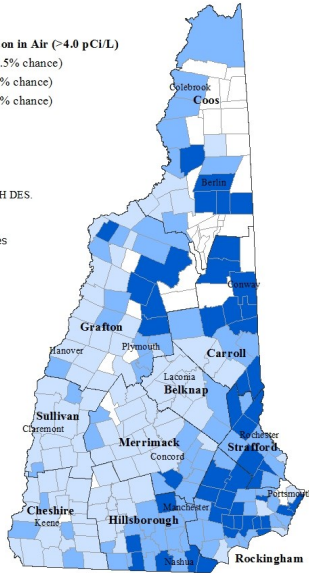 on in Air (>4.0 pCi/L)
.5% chance)
% chance)
% chance)
H DES.
es
Colebrook
Coos
Berlin
Conway
Grafton
Hanover
Plymouth
Carroll
Laconia
Belknap
Sullivan
Claremont
Rochester
Strafford
Merrimack
Concord
Portsmouth
Cheshire
Keene
Manchester
Hillsborough
Nashua
Rockingham